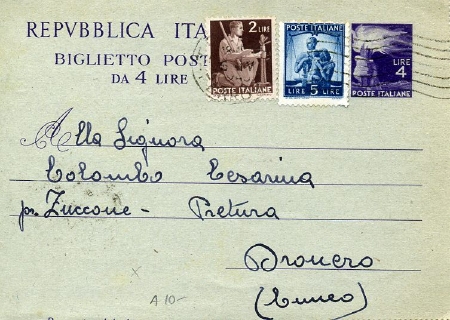 REPVBBLICA ITA
BIGLIETTO POST
DA 4 LIRE
2 LIRE
POSTE ITALIANE
LIRE 5 LIRE
POSTE ITALIANE
LIRE 4
POSTE ITALIANE
Alla Signora
Colombo Cesarina
pr. Zuccone - Pretura
Dronero
(Cuneo)
x
A 10-